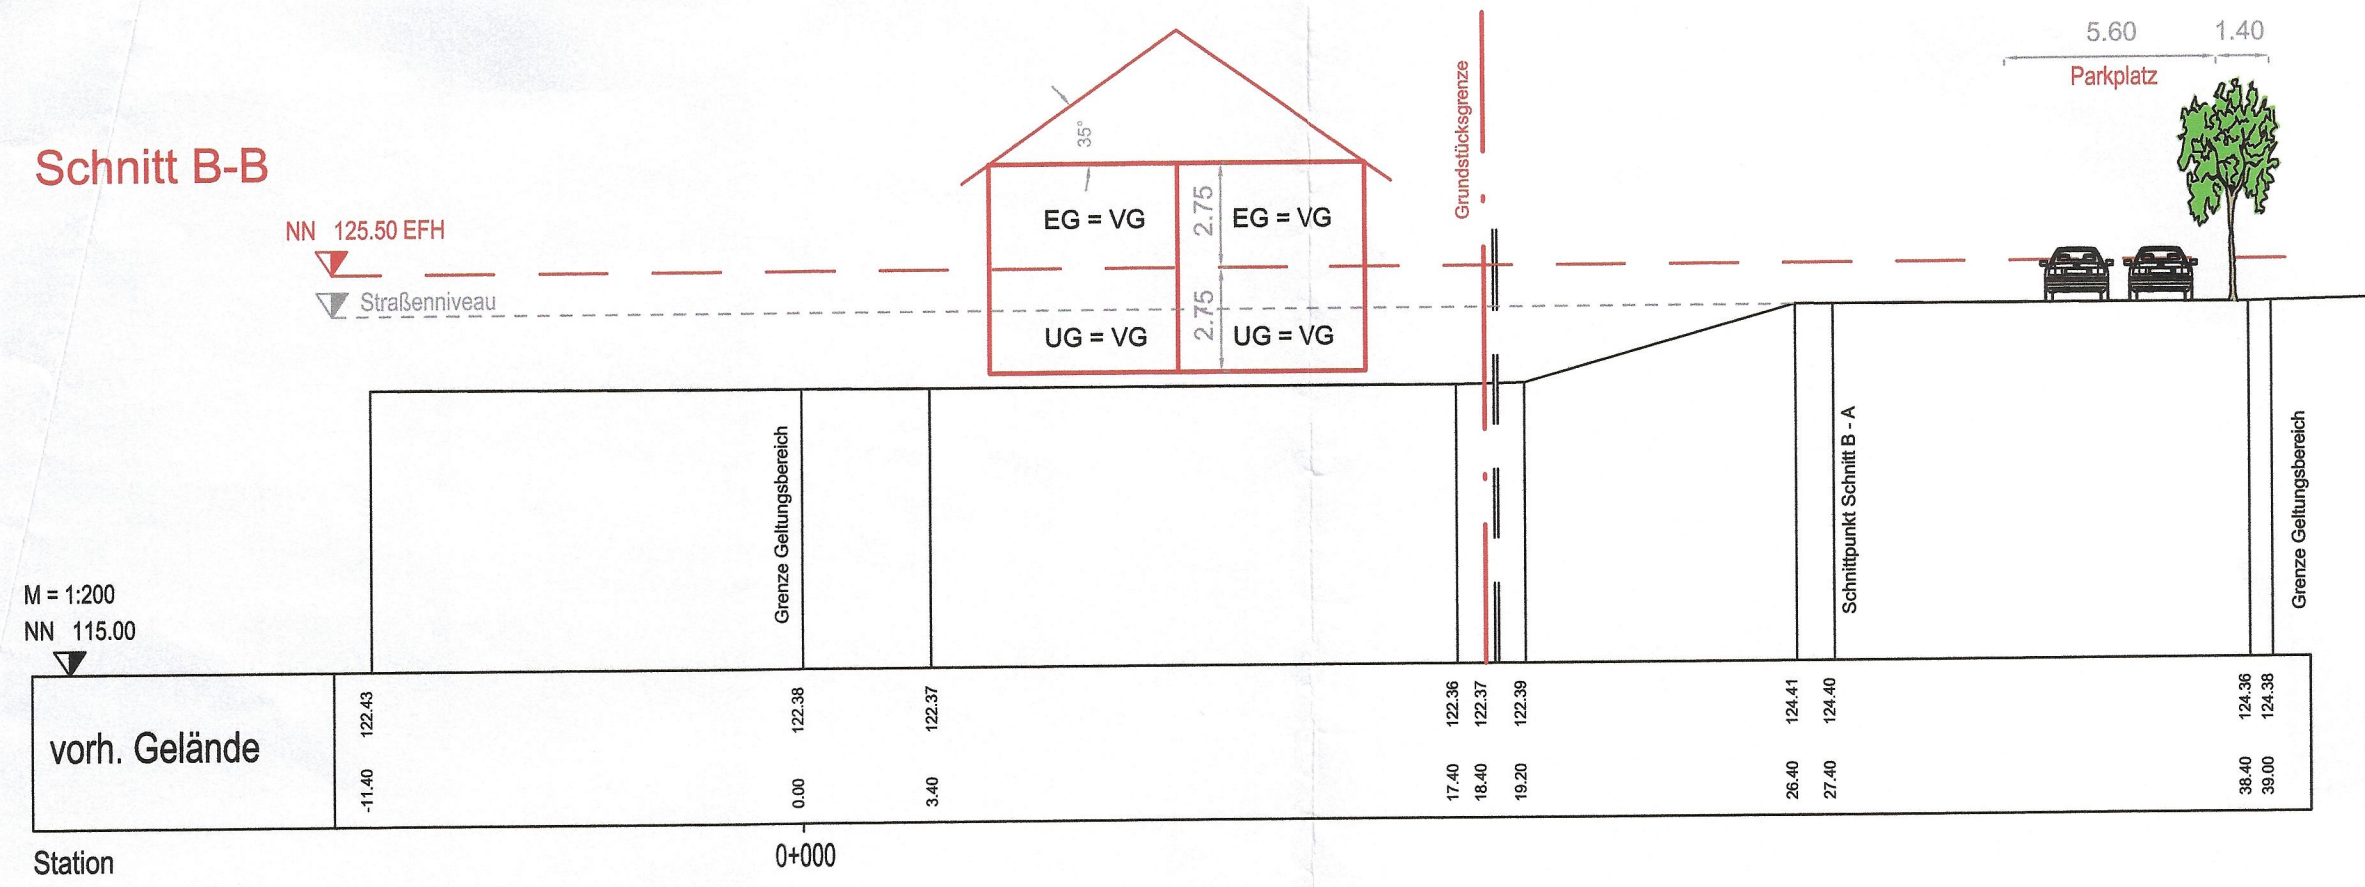 5.60
1.40
Parkplatz
Grundstücksgrenze
35°
Schnitt B-B
2.75
EG = VG
EG = VG
NN 125.50 EFH
Straßenniveau
2.75
UG = VG
UG = VG
Grenze Geltungsbereich
Schnittpunkt Schnitt B - A
Grenze Geltungsbereich
M = 1:200
NN 115.00
vorh. Gelände
122.43
122.38
122.37
122.36
122.37
122.39
124.41
124.40
124.36
124.38
-11.40
0.00
3.40
17.40
18.40
19.20
26.40
27.40
38.40
39.00
Station
0+000